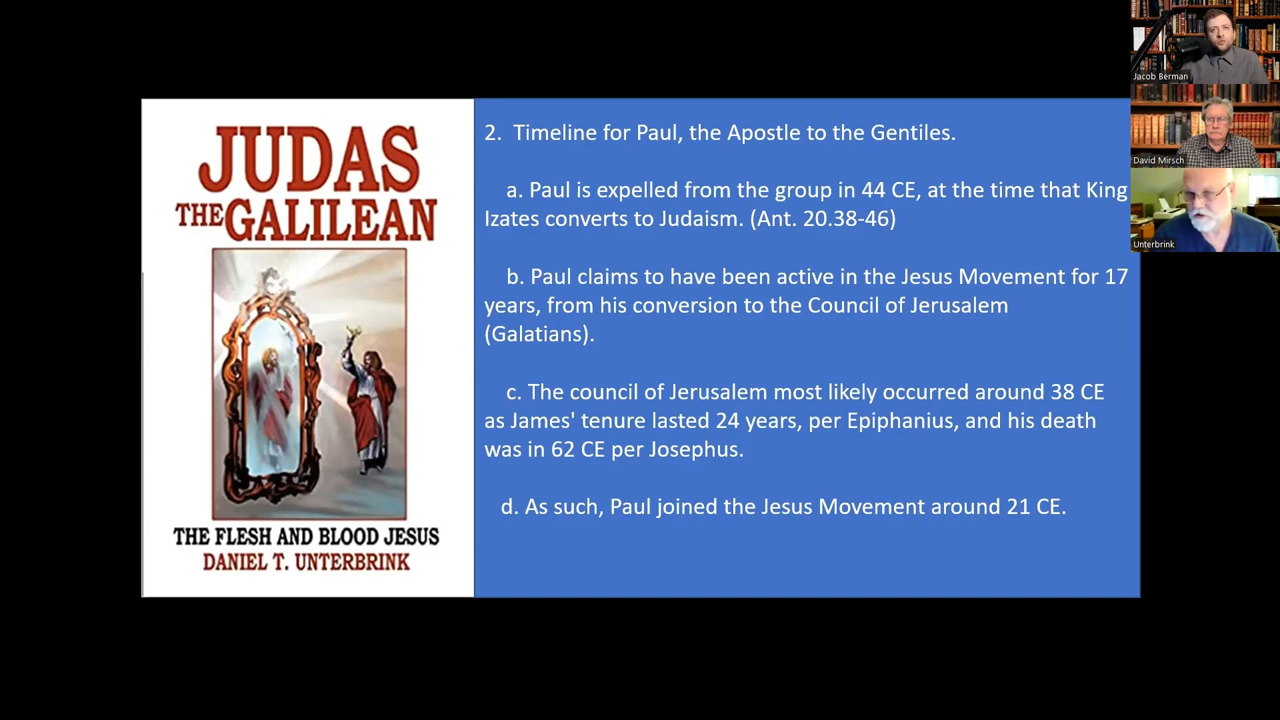 JUDAS
THE GALILEAN
THE FLESH AND BLOOD JESUS
DANIEL T. UNTERBRINK
2.  Timeline for Paul, the Apostle to the Gentiles.
a. Paul is expelled from the group in 44 CE, at the time that King
Izates converts to Judaism. (Ant. 20.38-46)
b. Paul claims to have been active in the Jesus Movement for 17
years, from his conversion to the Council of Jerusalem
(Galatians).
c. The council of Jerusalem most likely occurred around 38 CE
as James' tenure lasted 24 years, per Epiphanius, and his death
was in 62 CE per Josephus.
d. As such, Paul joined the Jesus Movement around 21 CE.
Jacob Berman
David Mirsch
Unterbrink